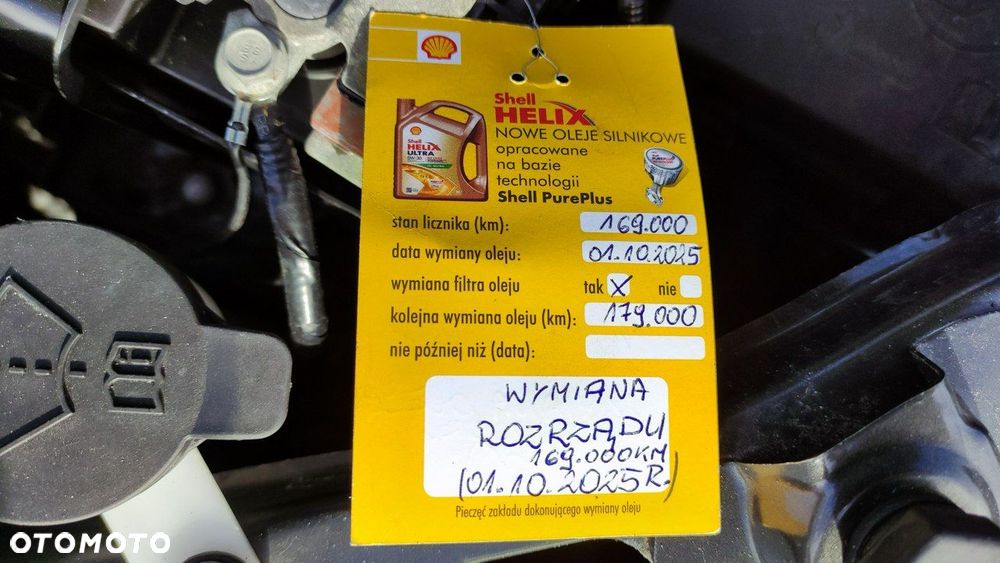 Shell
HELIX
NOWE OLEJE SILNIKOWE
opracowane
na bazie
technologii
Shell PurePlus
Shell
HELIX
ULTRA
stan licznika (km): 169.000
data wymiany oleju: 01.10.2025
wymiana filtra oleju tak X nie
kolejna wymiana oleju (km): 179.000
nie później niż (data):
WYMIANA
ROZRZĄDU
169.000KM
(01.10.2025R.)
Pieczęć zakładu dokonującego wymiany oleju
OTOMOTO